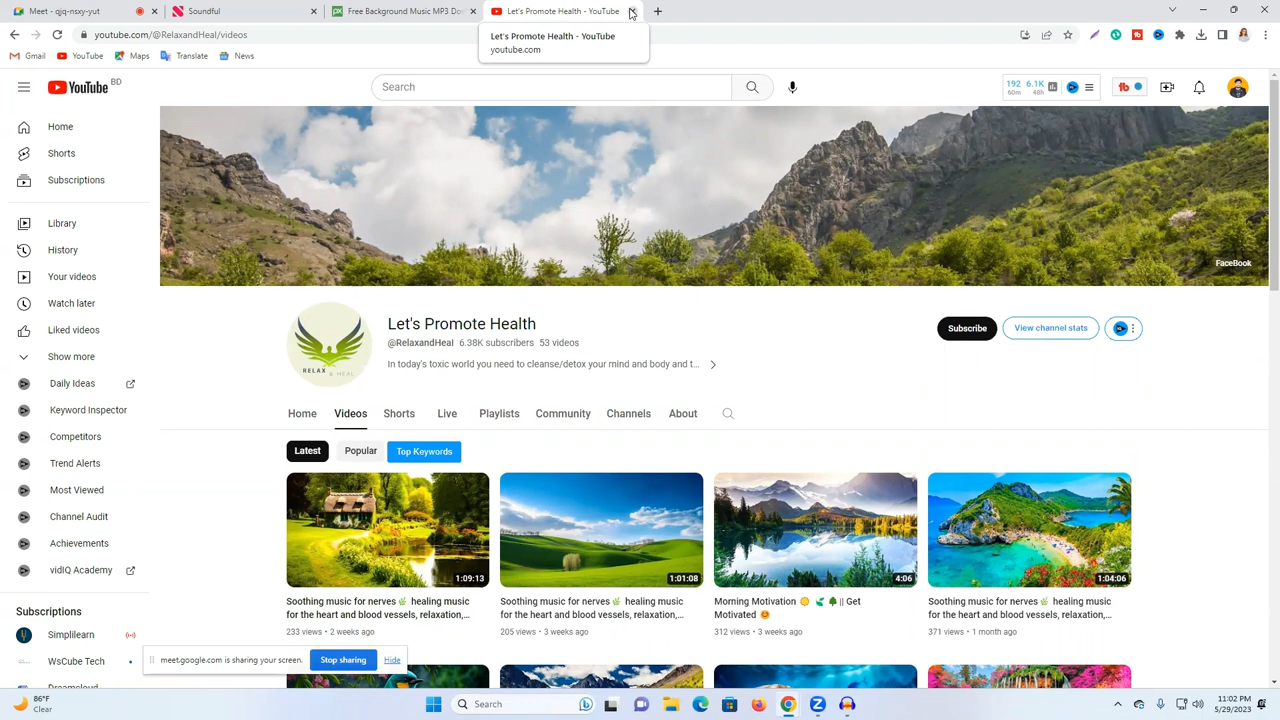 Meet - qjq-nsxy-yut
Soundful
Free Background Music MP3 Do
Let's Promote Health - YouTube
youtube.com/@RelaxandHeal/videos
Let's Promote Health - YouTube
youtube.com
Gmail
YouTube
Maps
Translate
News
YouTube BD
Search
192 6.1K
60m 48h
tb
Home
Shorts
Subscriptions
Library
History
Your videos
Watch later
Liked videos
Show more
Daily Ideas
Keyword Inspector
Competitors
Trend Alerts
Most Viewed
Channel Audit
Achievements
vidIQ Academy
Subscriptions
Simplilearn
WsCube Tech
FaceBook
RELAX & HEAL
Let's Promote Health
@RelaxandHeal 6.38K subscribers 53 videos
In today's toxic world you need to cleanse/detox your mind and body and t...
Subscribe
View channel stats
Home Videos Shorts Live Playlists Community Channels About
Latest Popular Top Keywords
1:09:13
1:01:08
4:06
1:04:06
Soothing music for nerves🌿 healing music
for the heart and blood vessels, relaxation,...
233 views • 2 weeks ago
Soothing music for nerves🌿 healing music
for the heart and blood vessels, relaxation,...
205 views • 3 weeks ago
Morning Motivation 🌞 🌿 🌳 || Get
Motivated 😊
312 views • 3 weeks ago
Soothing music for nerves🌿 healing music
for the heart and blood vessels, relaxation,...
371 views • 1 month ago
meet.google.com is sharing your screen.
Stop sharing
Hide
86°F
Clear
Search
11:02 PM
5/29/2023